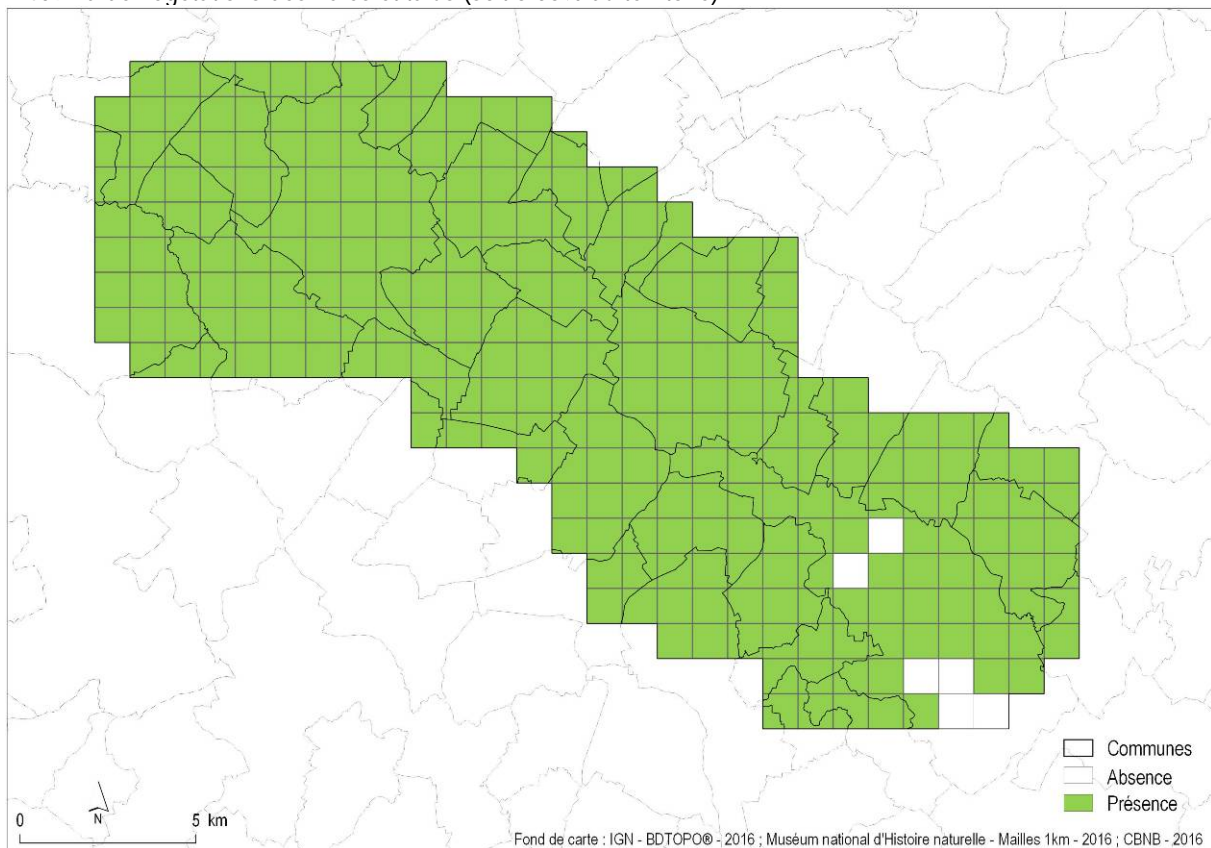 Communes
Absence
Présence
0 N 5 km
Fond de carte : IGN - BDTOPO® - 2016 ; Muséum national d'Histoire naturelle - Mailles 1km - 2016 ; CBNB - 2016